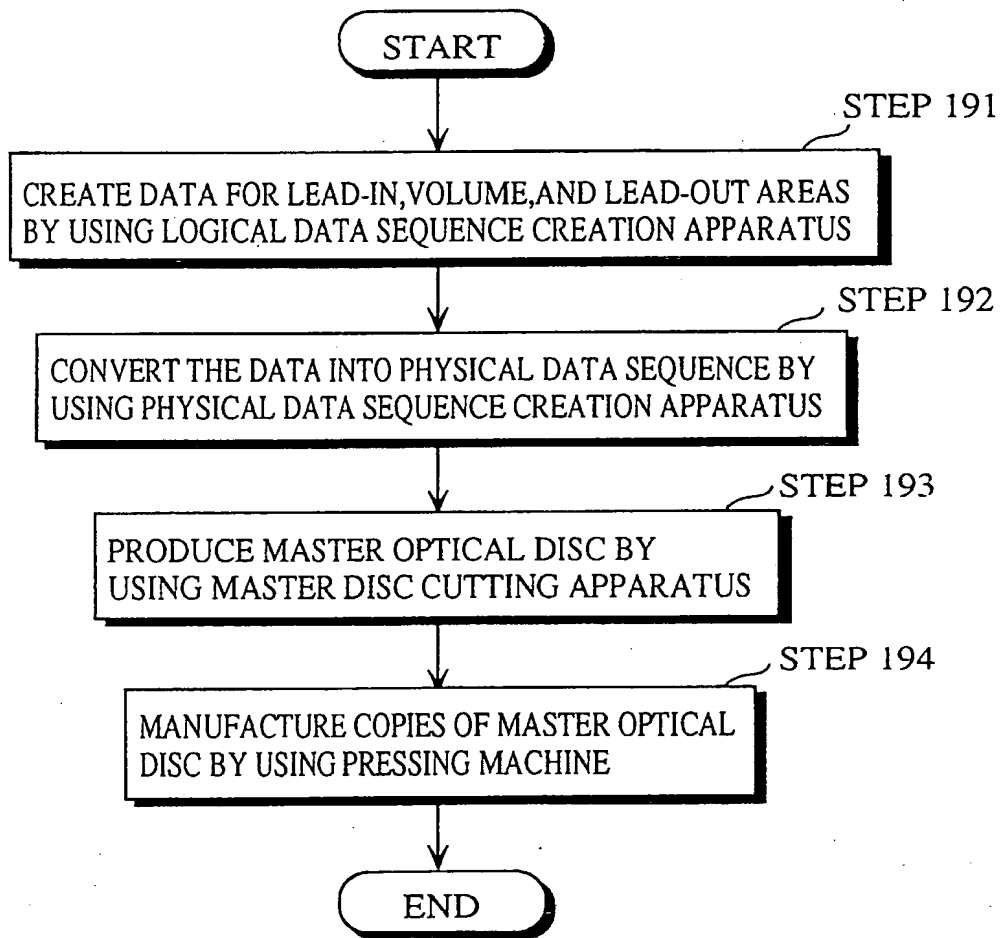 START
STEP 191
CREATE DATA FOR LEAD-IN,VOLUME,AND LEAD-OUT AREAS
BY USING LOGICAL DATA SEQUENCE CREATION APPARATUS
STEP 192
CONVERT THE DATA INTO PHYSICAL DATA SEQUENCE BY
USING PHYSICAL DATA SEQUENCE CREATION APPARATUS
STEP 193
PRODUCE MASTER OPTICAL DISC BY
USING MASTER DISC CUTTING APPARATUS
STEP 194
MANUFACTURE COPIES OF MASTER OPTICAL
DISC BY USING PRESSING MACHINE
END